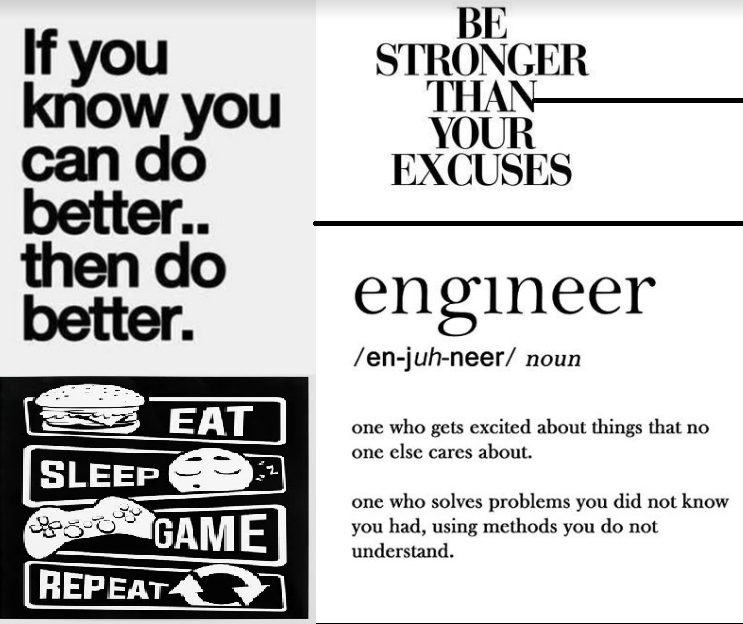 If you
know you
can do
better..
then do
better.
BE
STRONGER
THAN
YOUR
EXCUSES
engıneer
/en-juh-neer/ noun
one who gets excited about things that no
one else cares about.
one who solves problems you did not know
you had, using methods you do not
understand.
EAT
SLEEP
GAME
REPEAT